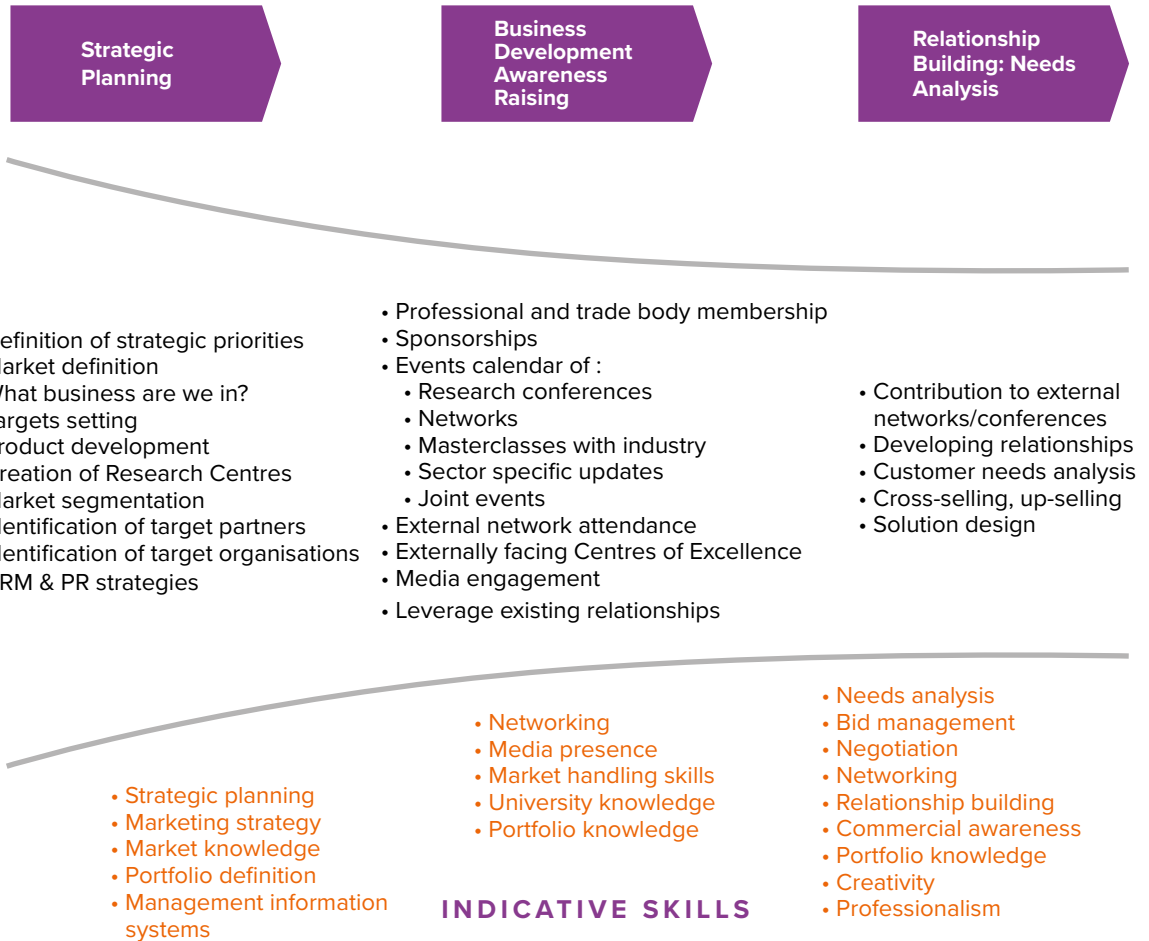 Strategic
Planning
Business
Development
Awareness
Raising
Relationship
Building: Needs
Analysis
efinition of strategic priorities
arket definition
hat business are we in?
argets setting
roduct development
reation of Research Centres
arket segmentation
entification of target partners
entification of target organisations
RM & PR strategies
• Professional and trade body membership
• Sponsorships
• Events calendar of :
• Research conferences
• Networks
• Masterclasses with industry
• Sector specific updates
• Joint events
• External network attendance
• Externally facing Centres of Excellence
• Media engagement
• Leverage existing relationships
• Contribution to external
networks/conferences
• Developing relationships
• Customer needs analysis
• Cross-selling, up-selling
• Solution design
• Strategic planning
• Marketing strategy
• Market knowledge
• Portfolio definition
• Management information
systems
• Networking
• Media presence
• Market handling skills
• University knowledge
• Portfolio knowledge
• Needs analysis
• Bid management
• Negotiation
• Networking
• Relationship building
• Commercial awareness
• Portfolio knowledge
• Creativity
• Professionalism
INDICATIVE SKILLS